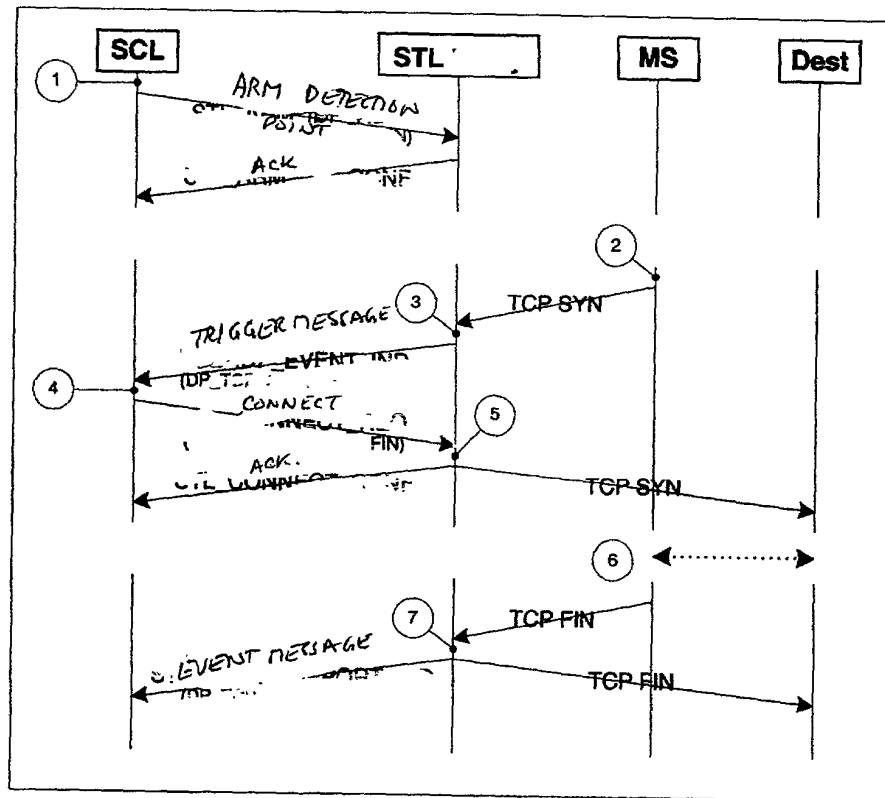 SCL
STL
MS
Dest
1
ARM DETECTION
POINT
ACK
2
TCP SYN
3
TRIGGER MESSAGE
EVENT
4
CONNECT
5
FIN)
ACK.
TCP SYN
6
TCP FIN
7
EVENT MESSAGE
TCP FIN